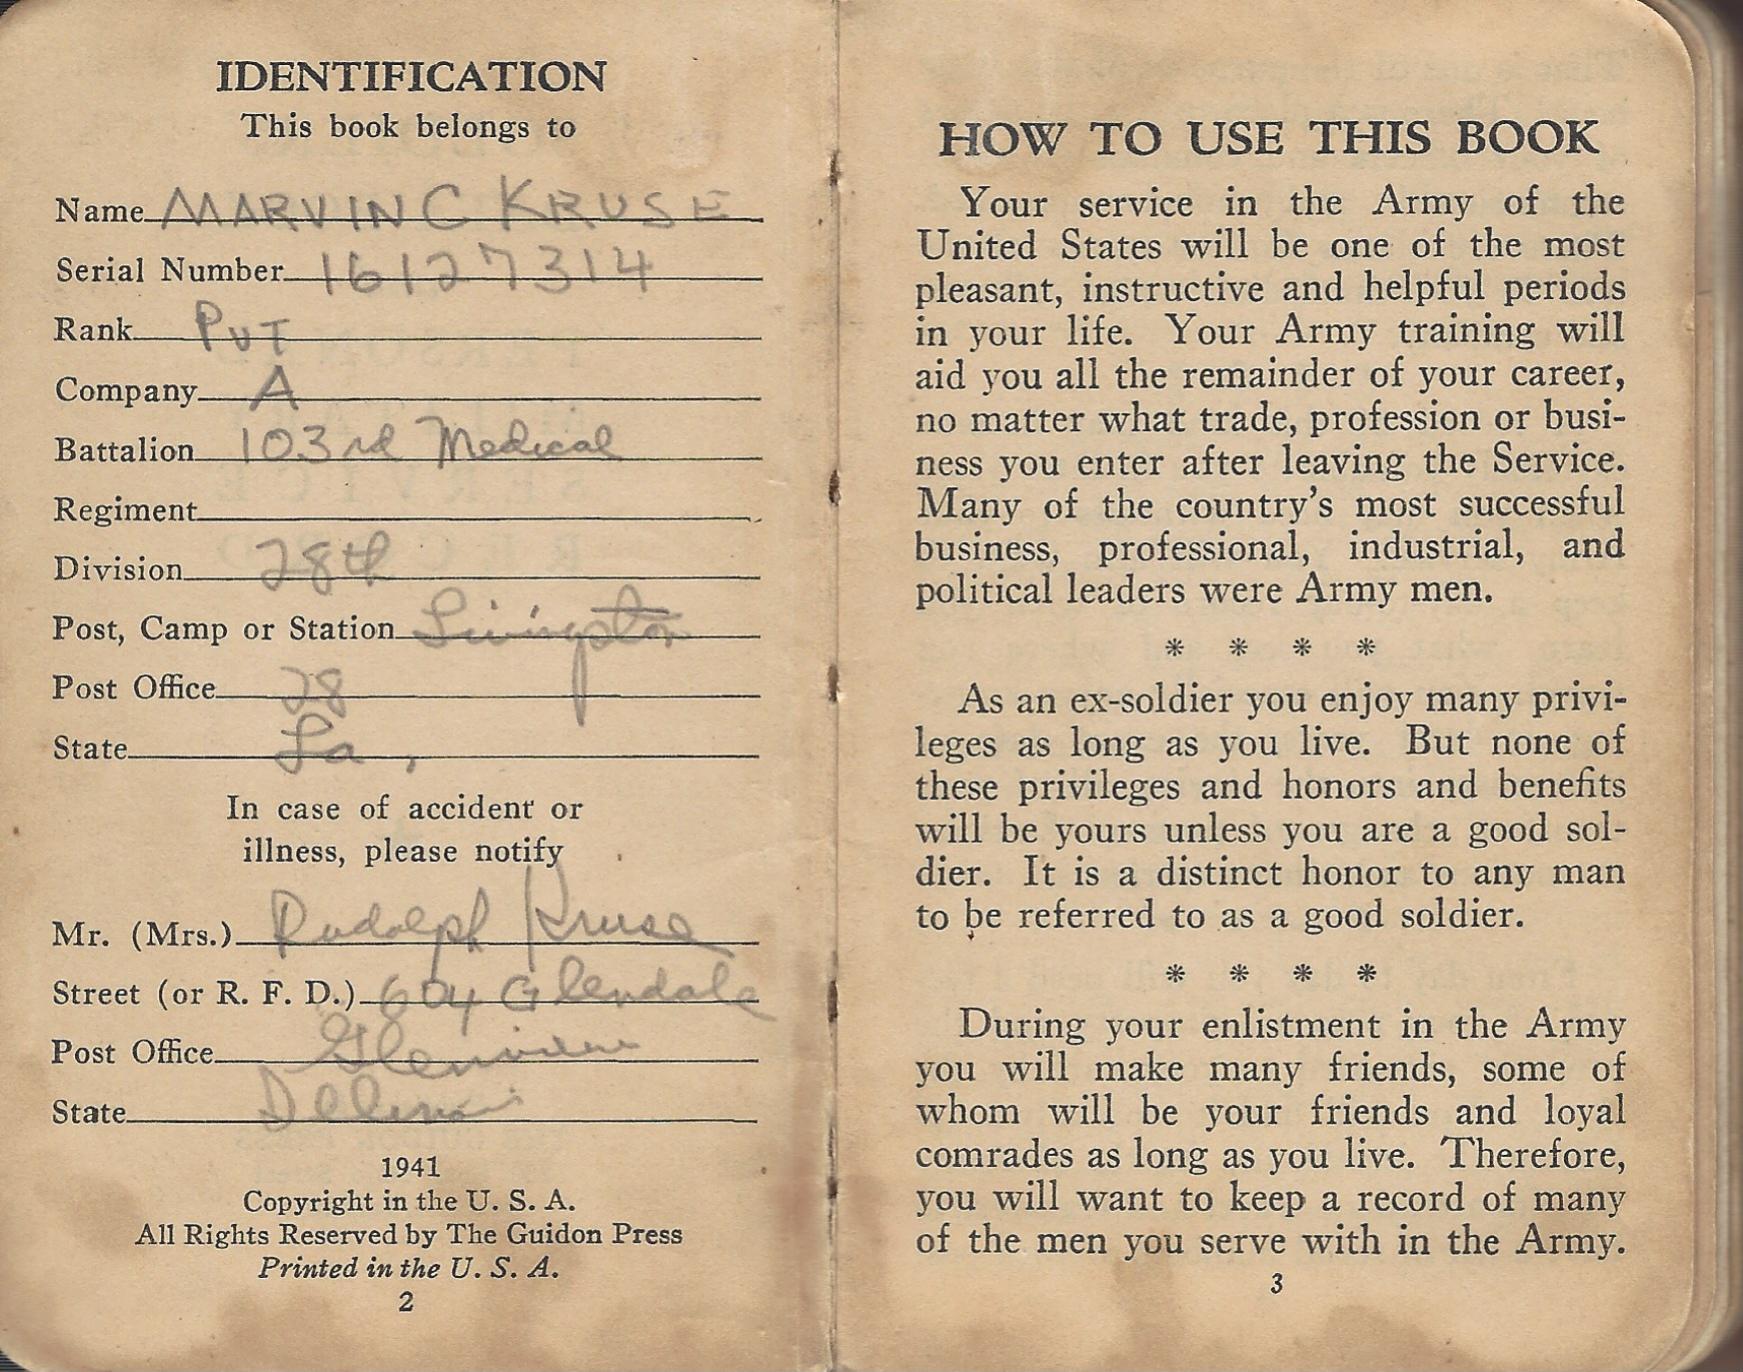 IDENTIFICATION
This book belongs to
Name MARVIN C KRUSE
Serial Number 16127314
Rank PVT
Company A
Battalion 103rd Medical
Regiment
Division 28th
Post, Camp or Station Livingston
Post Office 28
State La.,
In case of accident or
illness, please notify
Mr. (Mrs.) Rudolph Kruse
Street (or R. F. D.) 604 Glendale
Post Office Glenview
State Illinois
1941
Copyright in the U. S. A.
All Rights Reserved by The Guidon Press
Printed in the U. S. A.
2
HOW TO USE THIS BOOK
Your service in the Army of the
United States will be one of the most
pleasant, instructive and helpful periods
in your life. Your Army training will
aid you all the remainder of your career,
no matter what trade, profession or busi-
ness you enter after leaving the Service.
Many of the country's most successful
business, professional, industrial, and
political leaders were Army men.
* * * *
As an ex-soldier you enjoy many privi-
leges as long as you live. But none of
these privileges and honors and benefits
will be yours unless you are a good sol-
dier. It is a distinct honor to any man
to be referred to as a good soldier.
* * * *
During your enlistment in the Army
you will make many friends, some of
whom will be your friends and loyal
comrades as long as you live. Therefore,
you will want to keep a record of many
of the men you serve with in the Army.
3